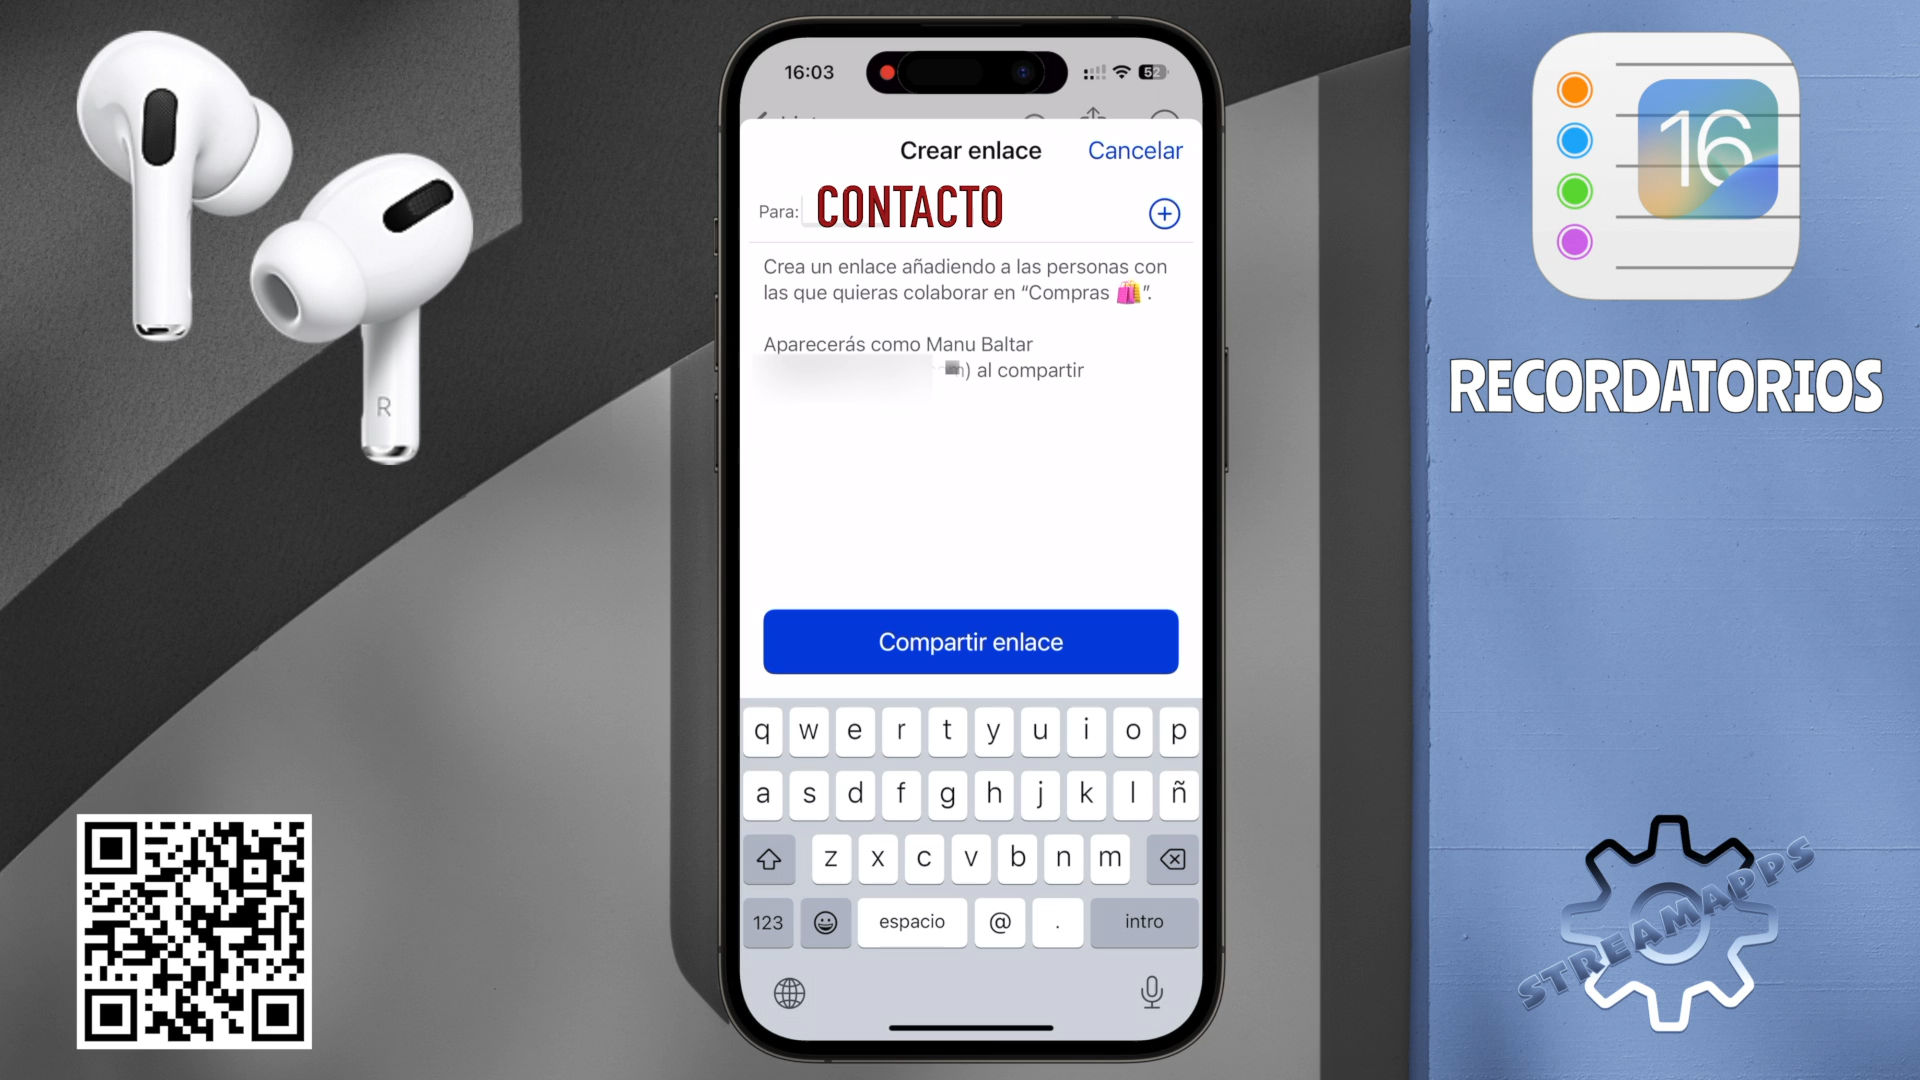 16:03
52
Crear enlace
Cancelar
Para:
CONTACTO
Crea un enlace añadiendo a las personas con
las que quieras colaborar en “Compras 🛍️”.
Aparecerás como Manu Baltar
m) al compartir
Compartir enlace
q w e r t y u i o p
a s d f g h j k l ñ
z x c v b n m
123
espacio
@
.
intro
R
16
RECORDATORIOS
STREAMAPPS